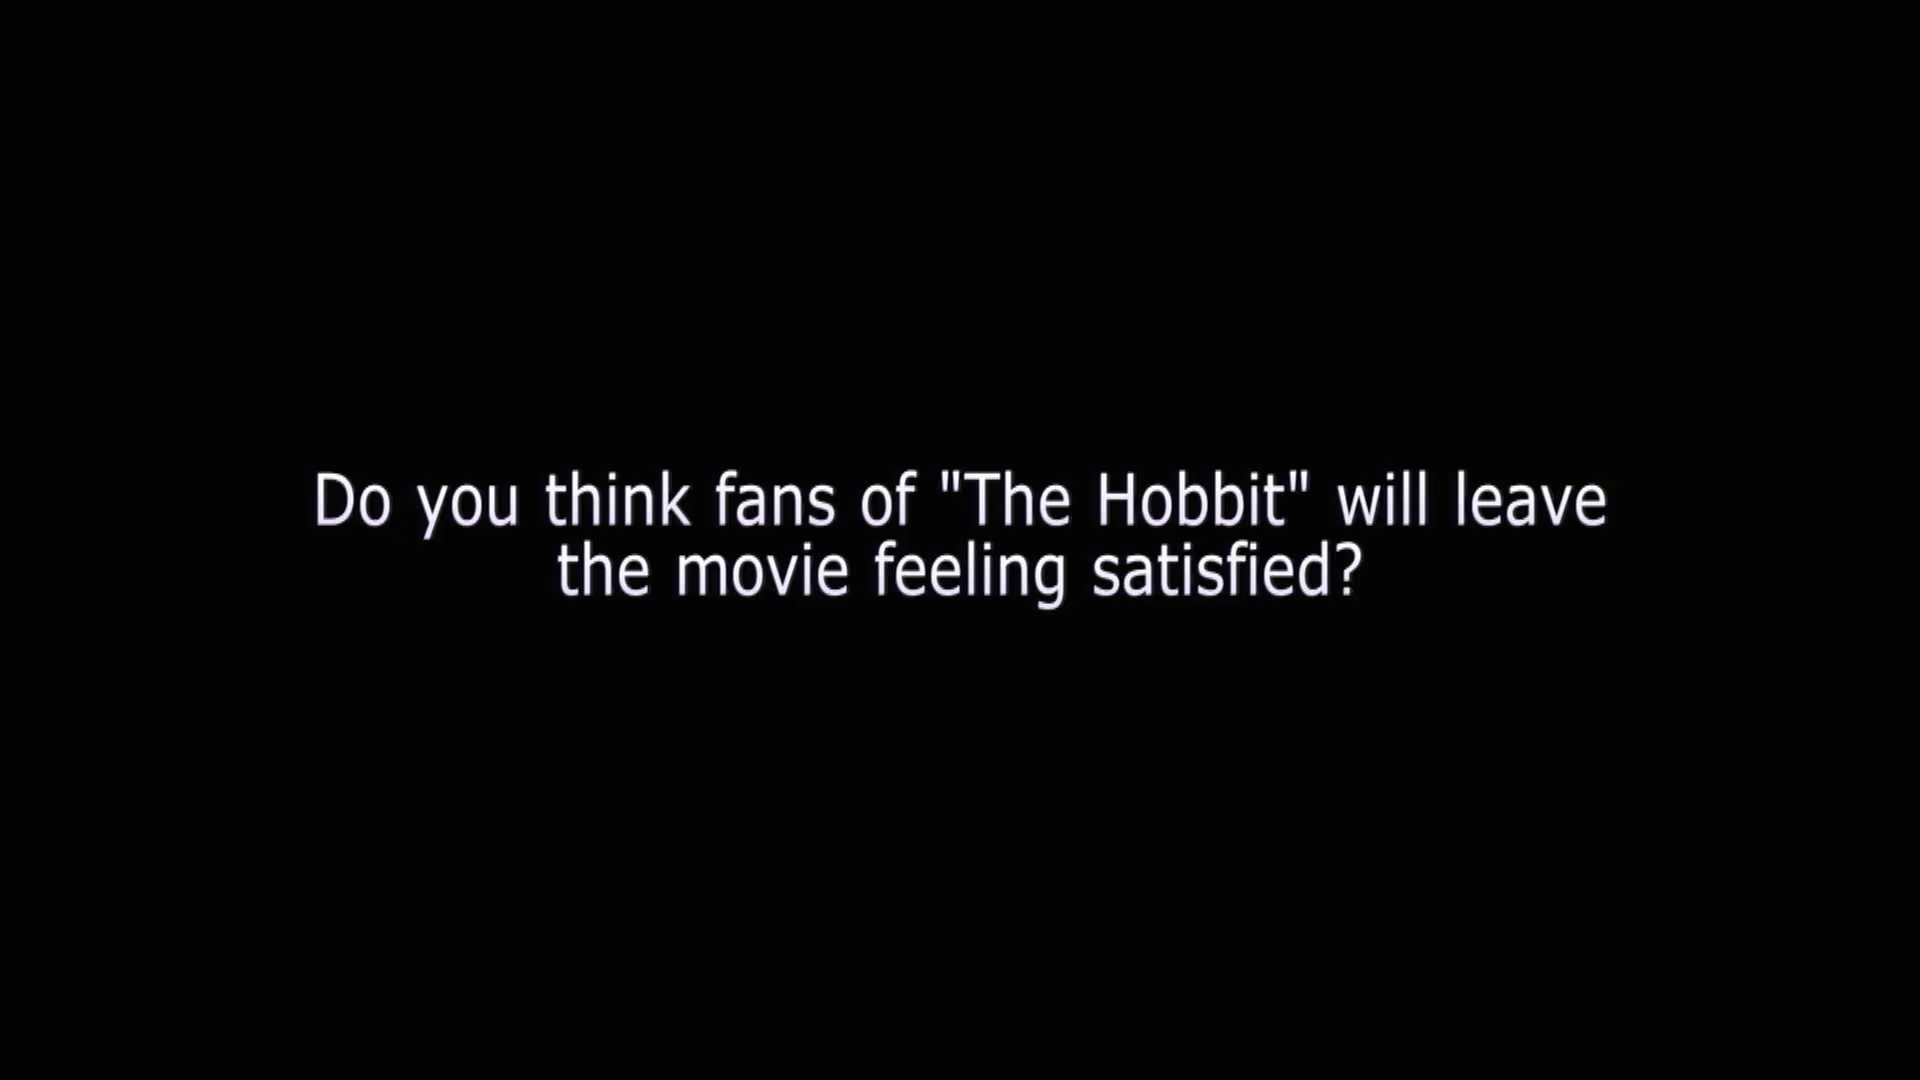 Do you think fans of "The Hobbit" will leave
the movie feeling satisfied?